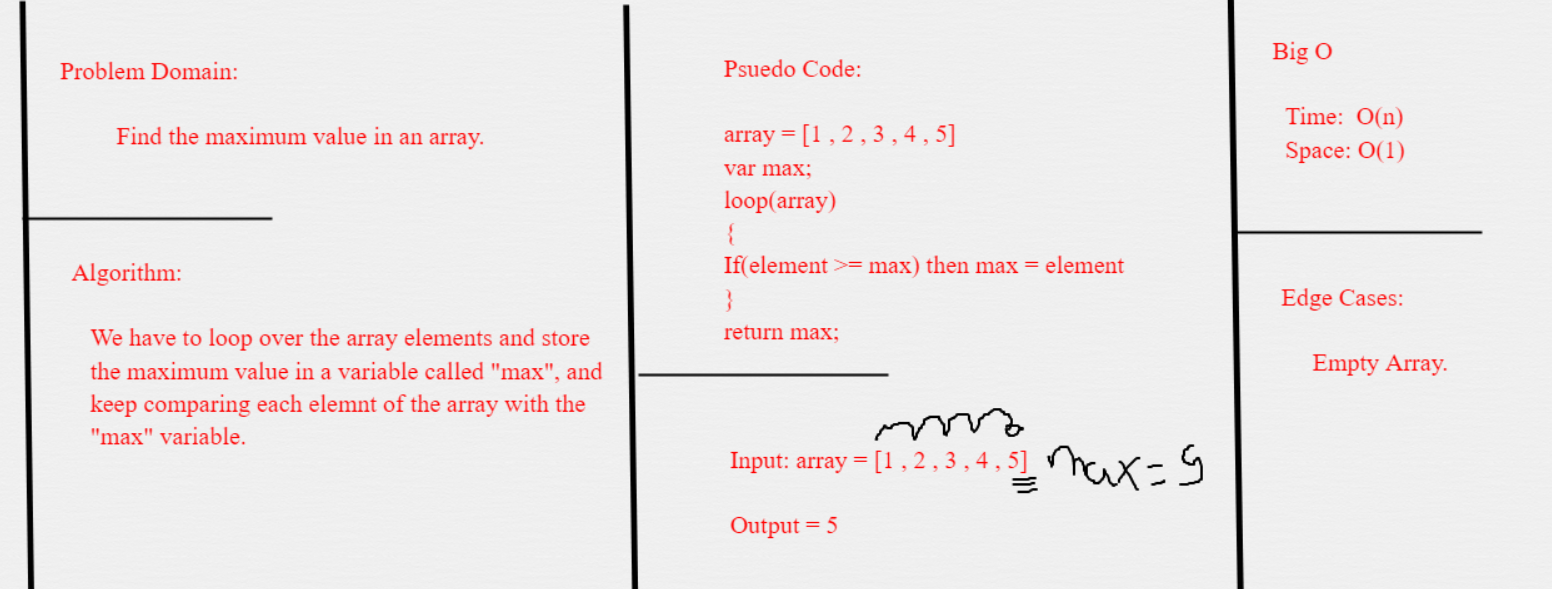 Problem Domain:
Find the maximum value in an array.
Algorithm:
We have to loop over the array elements and store
the maximum value in a variable called "max", and
keep comparing each elemnt of the array with the
"max" variable.
Psuedo Code:
array = [1 , 2 , 3 , 4 , 5]
var max;
loop(array)
{
If(element >= max) then max = element
}
return max;
Input: array = [1 , 2 , 3 , 4 , 5] max = 5
Output = 5
Big O
Time:  O(n)
Space: O(1)
Edge Cases:
Empty Array.